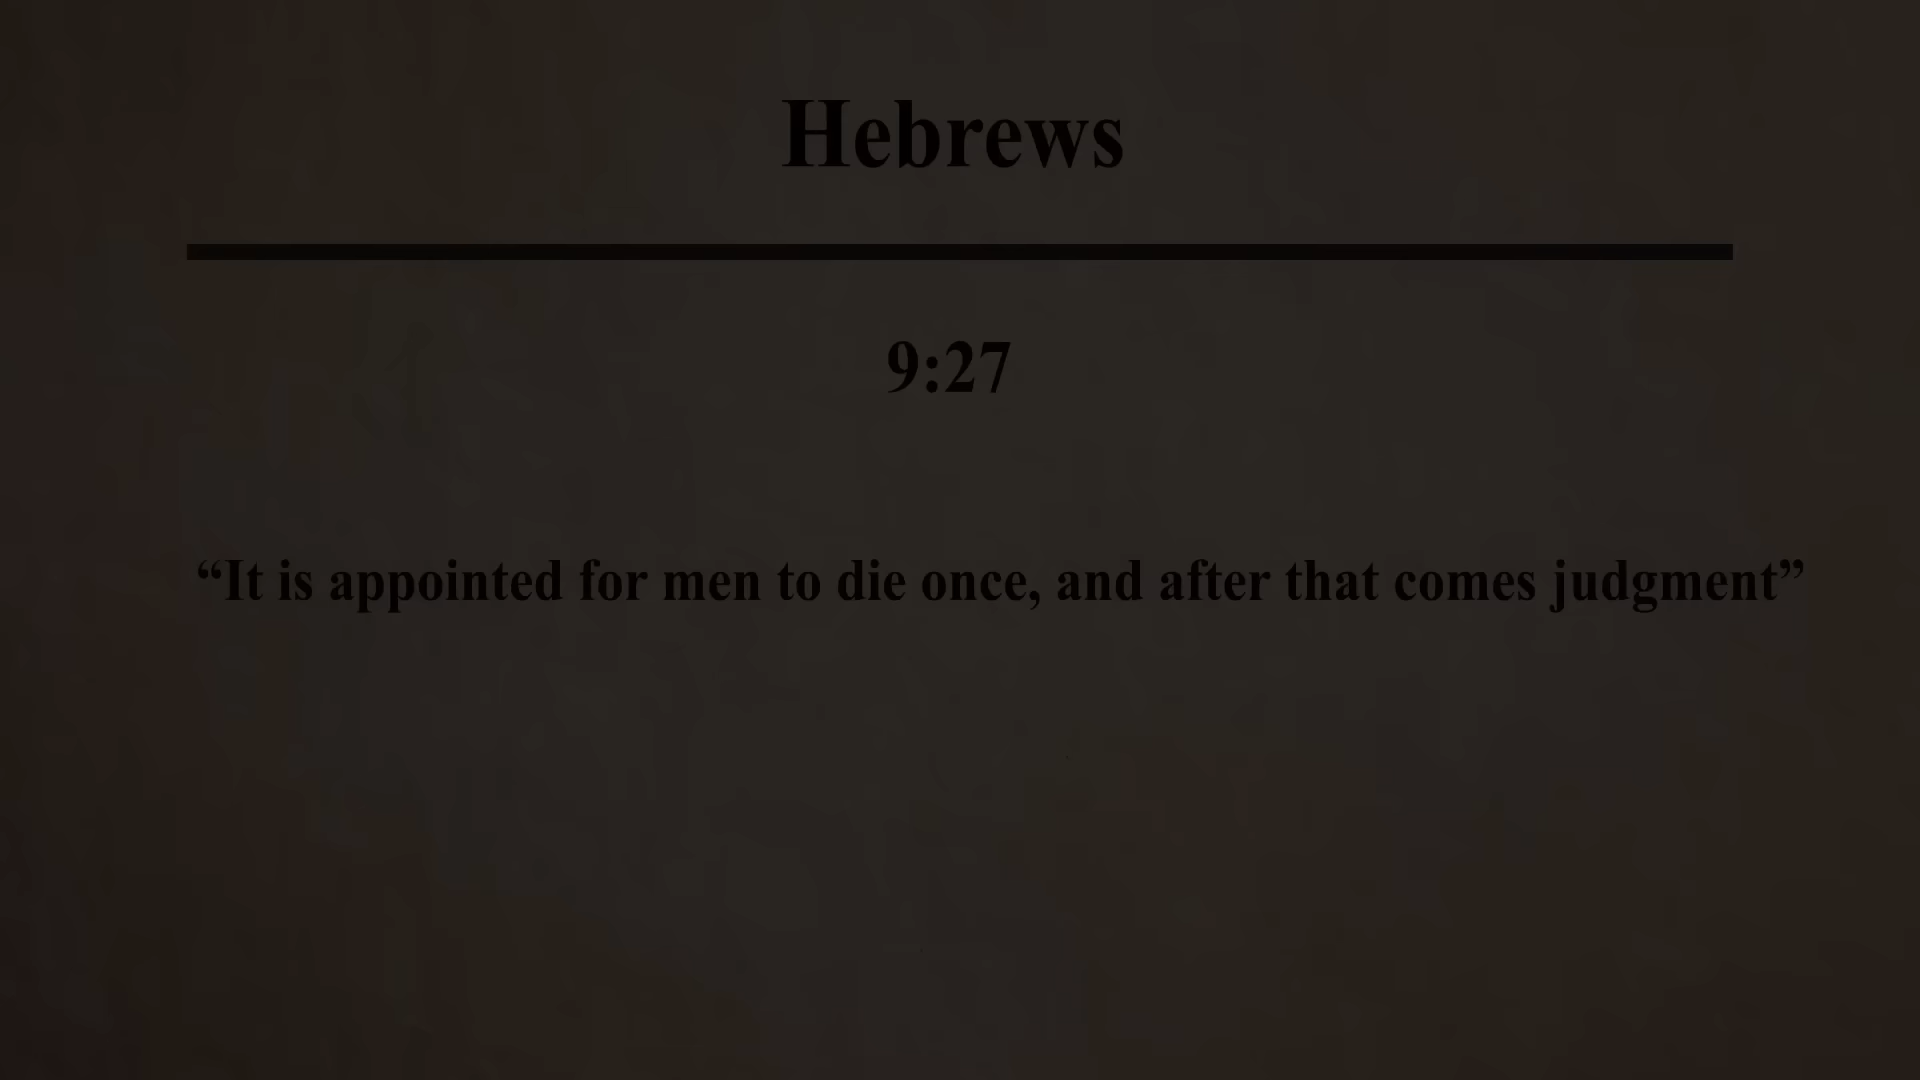 Hebrews
9:27
“It is appointed for men to die once, and after that comes judgment”